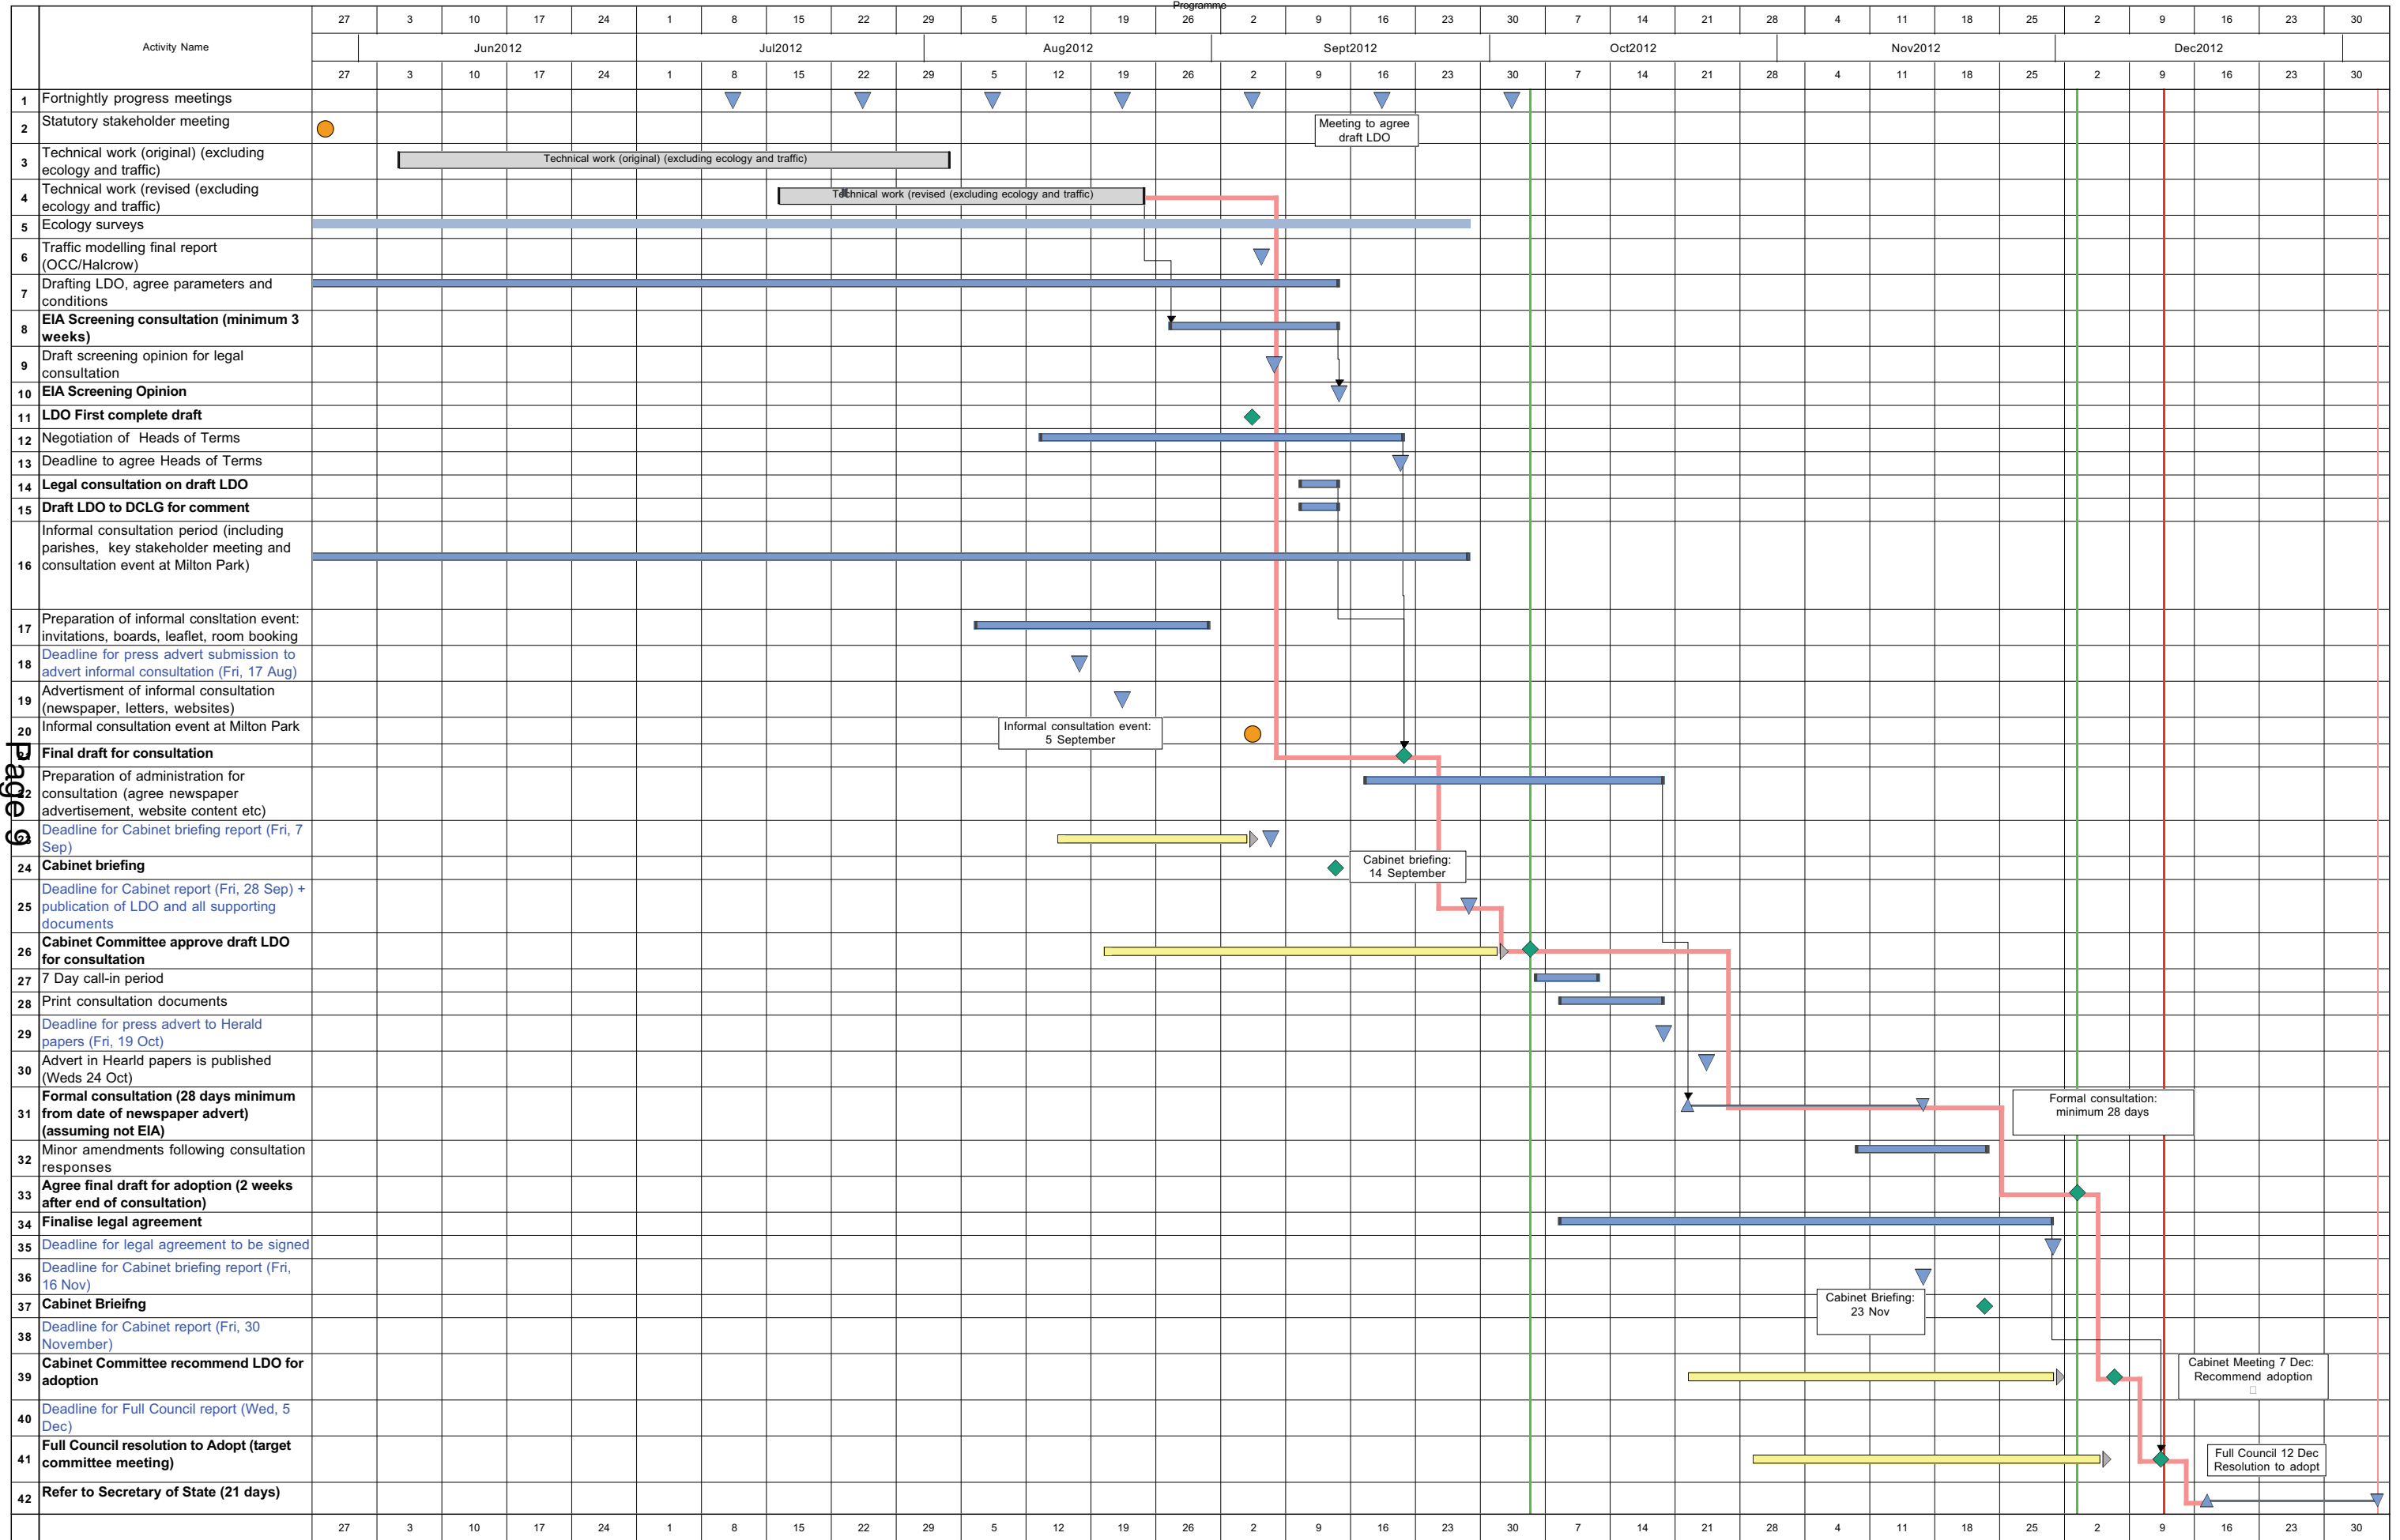 Programme
27 3 10 17 24 1 8 15 22 29 5 12 19 26 2 9 16 23 30 7 14 21 28 4 11 18 25 2 9 16 23 30
Activity Name
Jun2012 Jul2012 Aug2012 Sept2012 Oct2012 Nov2012 Dec2012
27 3 10 17 24 1 8 15 22 29 5 12 19 26 2 9 16 23 30 7 14 21 28 4 11 18 25 2 9 16 23 30
1 Fortnightly progress meetings
2 Statutory stakeholder meeting
Meeting to agree
draft LDO
3 Technical work (original) (excluding
ecology and traffic)
Technical work (original) (excluding ecology and traffic)
4 Technical work (revised (excluding
ecology and traffic)
Technical work (revised (excluding ecology and traffic)
5 Ecology surveys
6 Traffic modelling final report
(OCC/Halcrow)
7 Drafting LDO, agree parameters and
conditions
8 EIA Screening consultation (minimum 3
weeks)
9 Draft screening opinion for legal
consultation
10 EIA Screening Opinion
11 LDO First complete draft
12 Negotiation of Heads of Terms
13 Deadline to agree Heads of Terms
14 Legal consultation on draft LDO
15 Draft LDO to DCLG for comment
16 Informal consultation period (including
parishes, key stakeholder meeting and
consultation event at Milton Park)
17 Preparation of informal consltation event:
invitations, boards, leaflet, room booking
18 Deadline for press advert submission to
advert informal consultation (Fri, 17 Aug)
19 Advertisment of informal consultation
(newspaper, letters, websites)
20 Informal consultation event at Milton Park
Informal consultation event:
5 September
21 Final draft for consultation
Page 9
22 Preparation of administration for
consultation (agree newspaper
advertisement, website content etc)
23 Deadline for Cabinet briefing report (Fri, 7
Sep)
24 Cabinet briefing
Cabinet briefing:
14 September
25 Deadline for Cabinet report (Fri, 28 Sep) +
publication of LDO and all supporting
documents
26 Cabinet Committee approve draft LDO
for consultation
27 7 Day call-in period
28 Print consultation documents
29 Deadline for press advert to Herald
papers (Fri, 19 Oct)
30 Advert in Hearld papers is published
(Weds 24 Oct)
31 Formal consultation (28 days minimum
from date of newspaper advert)
(assuming not EIA)
Formal consultation:
minimum 28 days
32 Minor amendments following consultation
responses
33 Agree final draft for adoption (2 weeks
after end of consultation)
34 Finalise legal agreement
35 Deadline for legal agreement to be signed
36 Deadline for Cabinet briefing report (Fri,
16 Nov)
37 Cabinet Brieifng
Cabinet Briefing:
23 Nov
38 Deadline for Cabinet report (Fri, 30
November)
39 Cabinet Committee recommend LDO for
adoption
Cabinet Meeting 7 Dec:
Recommend adoption
40 Deadline for Full Council report (Wed, 5
Dec)
41 Full Council resolution to Adopt (target
committee meeting)
Full Council 12 Dec
Resolution to adopt
42 Refer to Secretary of State (21 days)
27 3 10 17 24 1 8 15 22 29 5 12 19 26 2 9 16 23 30 7 14 21 28 4 11 18 25 2 9 16 23 30